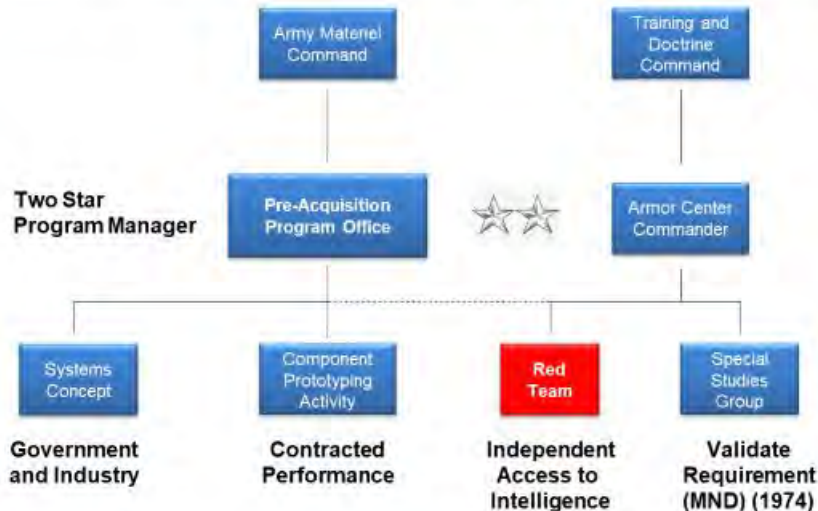 Army Materiel
Command
Training and
Doctrine
Command
Two Star
Program Manager
Pre-Acquisition
Program Office
Armor Center
Commander
Systems
Concept
Component
Prototyping
Activity
Red
Team
Special
Studies
Group
Government
and Industry
Contracted
Performance
Independent
Access to
Intelligence
Validate
Requirement
(MND) (1974)